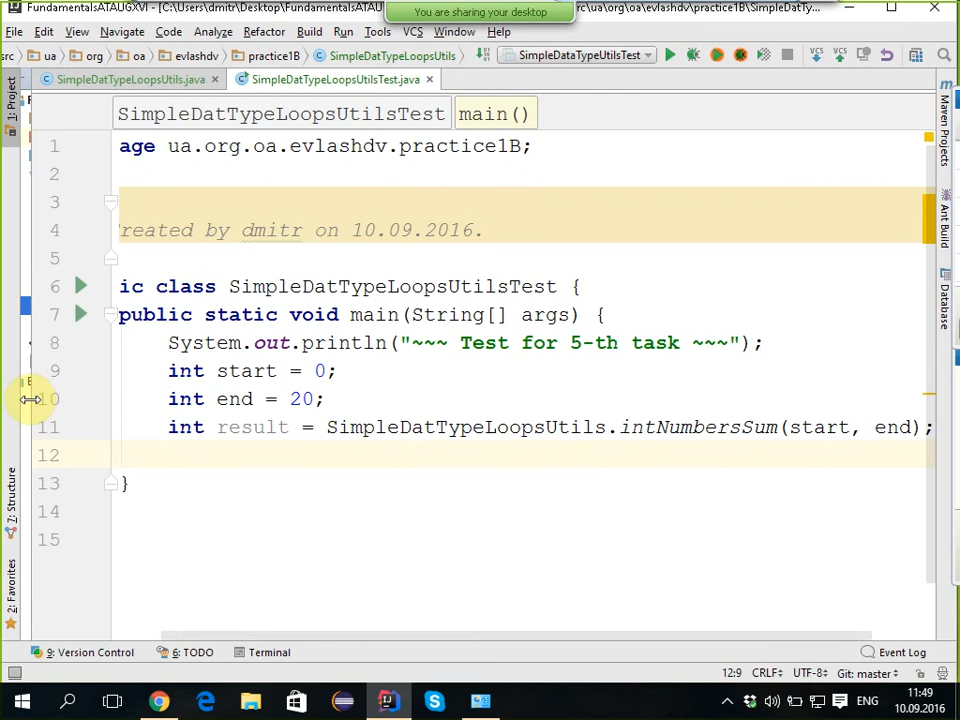 FundamentalsATAUGXVI - [C:\Users\dmitr\Desktop\FundamentalsATAU
You are sharing your desktop
src\ua\org\oa\evlashdv\practice1B\SimpleDatTy...
File Edit View Navigate Code Analyze Refactor Build Run Tools VCS Window Help
src ua org oa evlashdv practice1B SimpleDatTypeLoopsUtils SimpleDataTypeUtilsTest VCS VCS
SimpleDatTypeLoopsUtils.java SimpleDatTypeLoopsUtilsTest.java
SimpleDatTypeLoopsUtilsTest main()
1 age ua.org.oa.evlashdv.practice1B;
2
3
4 reated by dmitr on 10.09.2016.
5
6 ic class SimpleDatTypeLoopsUtilsTest {
7 public static void main(String[] args) {
8 System.out.println("~~~ Test for 5-th task ~~~");
9 int start = 0;
10 int end = 20;
11 int result = SimpleDatTypeLoopsUtils.intNumbersSum(start, end);
12
13 }
14
15
1: Project
7: Structure
2: Favorites
Maven Projects
Ant Build
Database
9: Version Control 6: TODO Terminal Event Log
12:9 CRLF UTF-8 Git: master
ENG
11:49
10.09.2016